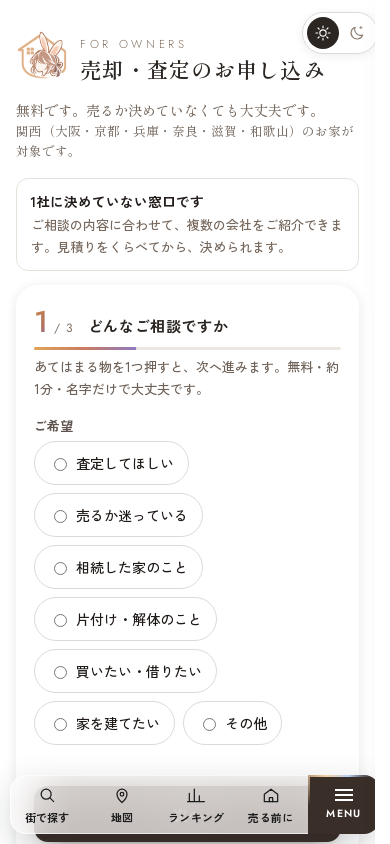 FOR OWNERS
売却・査定のお申し込み
無料です。売るか決めていなくても大丈夫です。
関西（大阪・京都・兵庫・奈良・滋賀・和歌山）のお家が
対象です。
1社に決めていない窓口です
ご相談の内容に合わせて、複数の会社をご紹介できま
す。見積りをくらべてから、決められます。
1 / 3 どんなご相談ですか
あてはまる物を1つ押すと、次へ進みます。無料・約
1分・名字だけで大丈夫です。
ご希望
査定してほしい
売るか迷っている
相続した家のこと
片付け・解体のこと
買いたい・借りたい
家を建てたい その他
街で探す 地図 ランキング 売る前に MENU